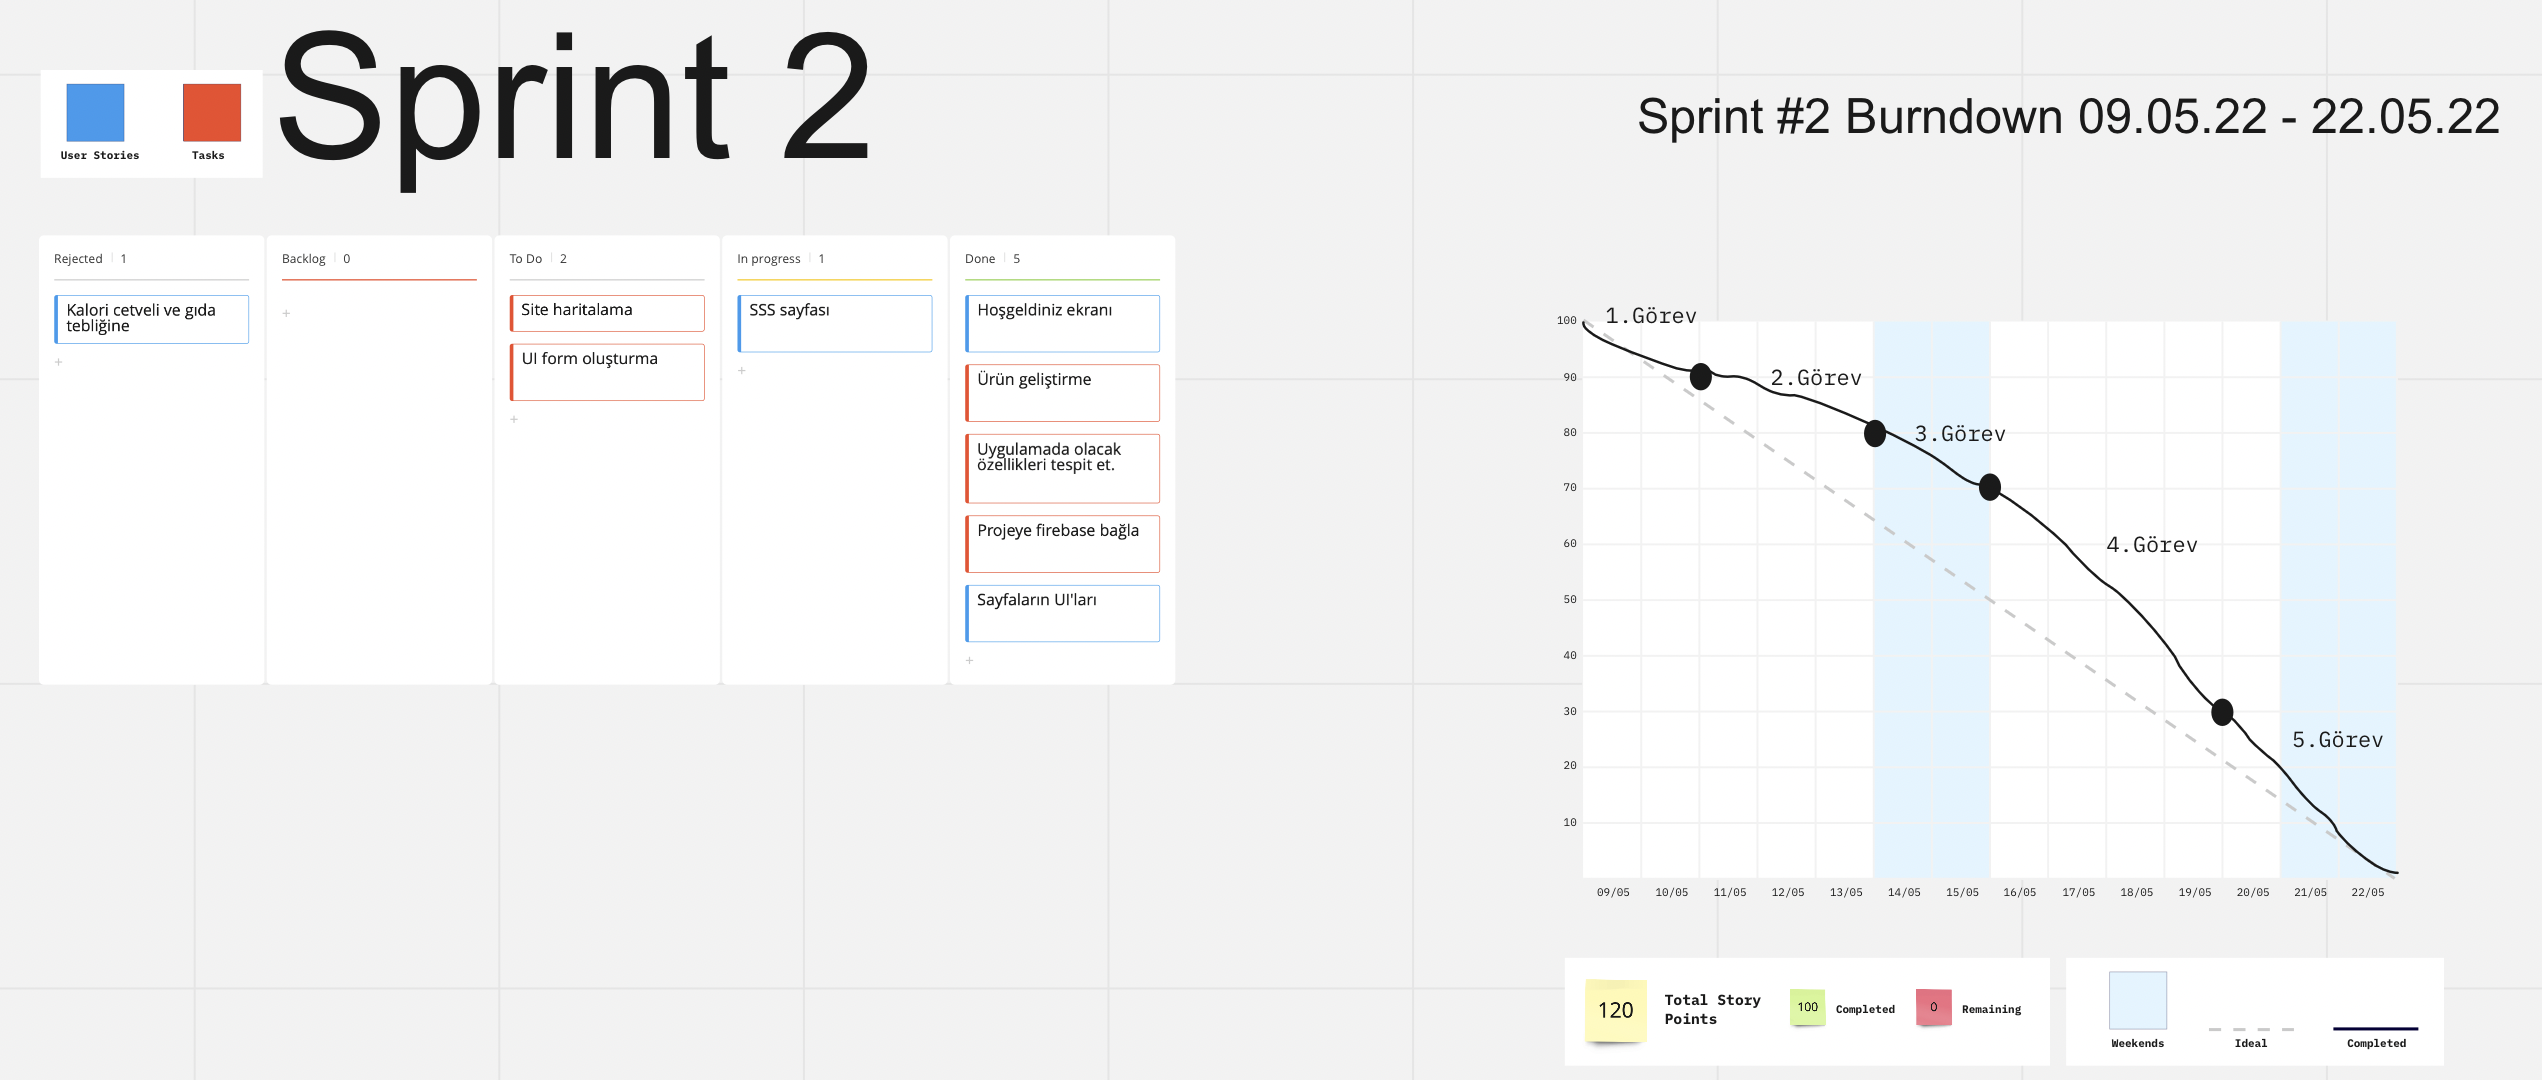 Sprint 2
User Stories
Tasks
Sprint #2 Burndown 09.05.22 - 22.05.22
Rejected 1
Kalori cetveli ve gıda
tebliğine
+
Backlog 0
+
To Do 2
Site haritalama
UI form oluşturma
+
In progress 1
SSS sayfası
+
Done 5
Hoşgeldiniz ekranı
Ürün geliştirme
Uygulamada olacak
özellikleri tespit et.
Projeye firebase bağla
Sayfaların UI'ları
+
100
90
80
70
60
50
40
30
20
10
1.Görev
2.Görev
3.Görev
4.Görev
5.Görev
09/05 10/05 11/05 12/05 13/05 14/05 15/05 16/05 17/05 18/05 19/05 20/05 21/05 22/05
120
Total Story
Points
100
Completed
0
Remaining
Weekends
Ideal
Completed